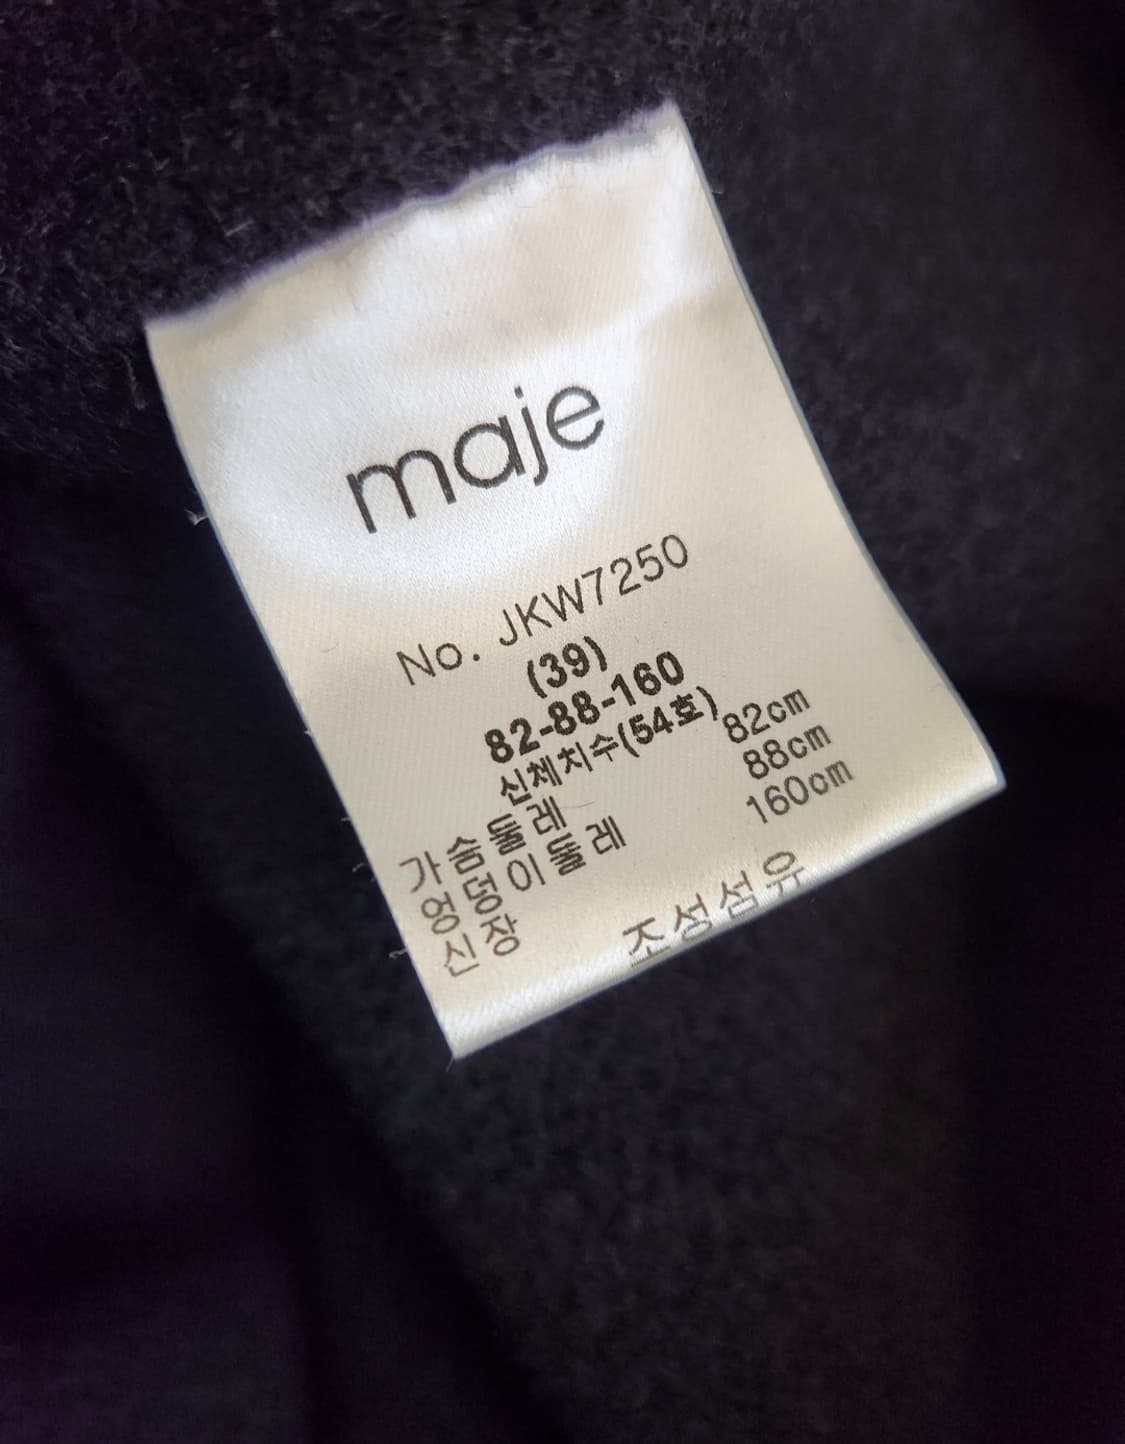 maje
No. JKW7250
(39)
82-88-160
신체치수(54호)
가슴둘레 82cm
엉덩이둘레 88cm
신장 160cm
조성섬유